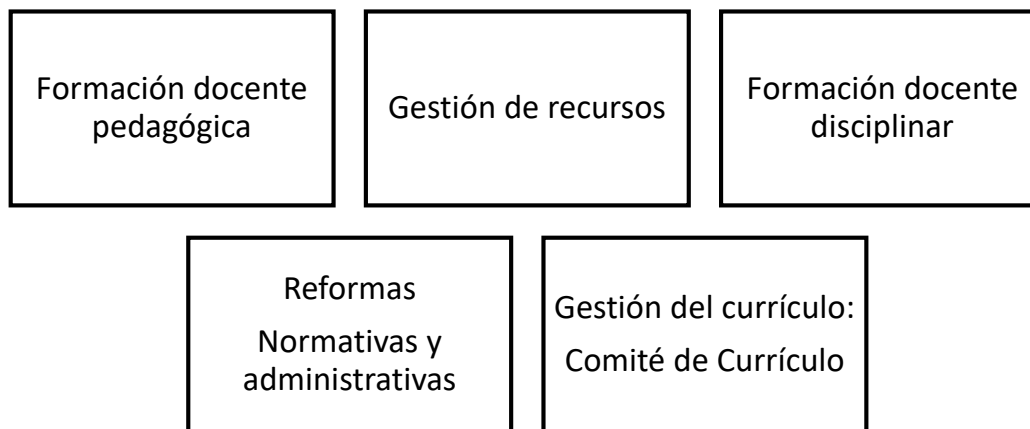 Formación docente
pedagógica
Gestión de recursos
Formación docente
disciplinar
Reformas
Normativas y
administrativas
Gestión del currículo:
Comité de Currículo